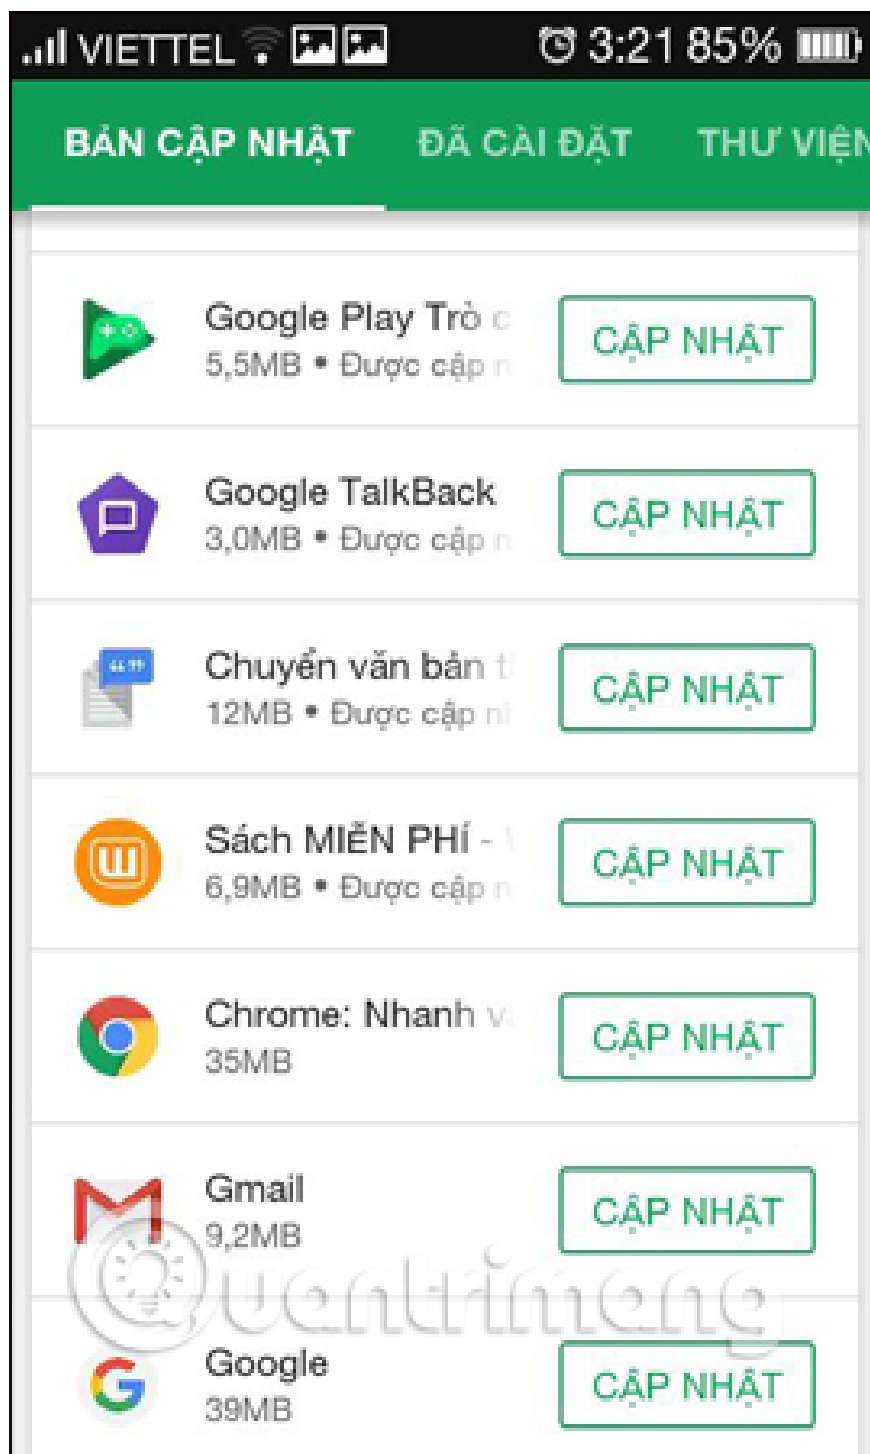 VIETTEL 3:21 85%
BẢN CẬP NHẬT ĐÃ CÀI ĐẶT THƯ VIỆN
Google Play Trò
5,5MB • Được cập
CẬP NHẬT
Google TalkBack
3,0MB • Được cập
CẬP NHẬT
Chuyển văn bản
12MB • Được cập
CẬP NHẬT
Sách MIỄN PHÍ -
6,9MB • Được cập
CẬP NHẬT
Chrome: Nhanh
35MB
CẬP NHẬT
Gmail
9,2MB
CẬP NHẬT
Quantrimang
Google
39MB
CẬP NHẬT